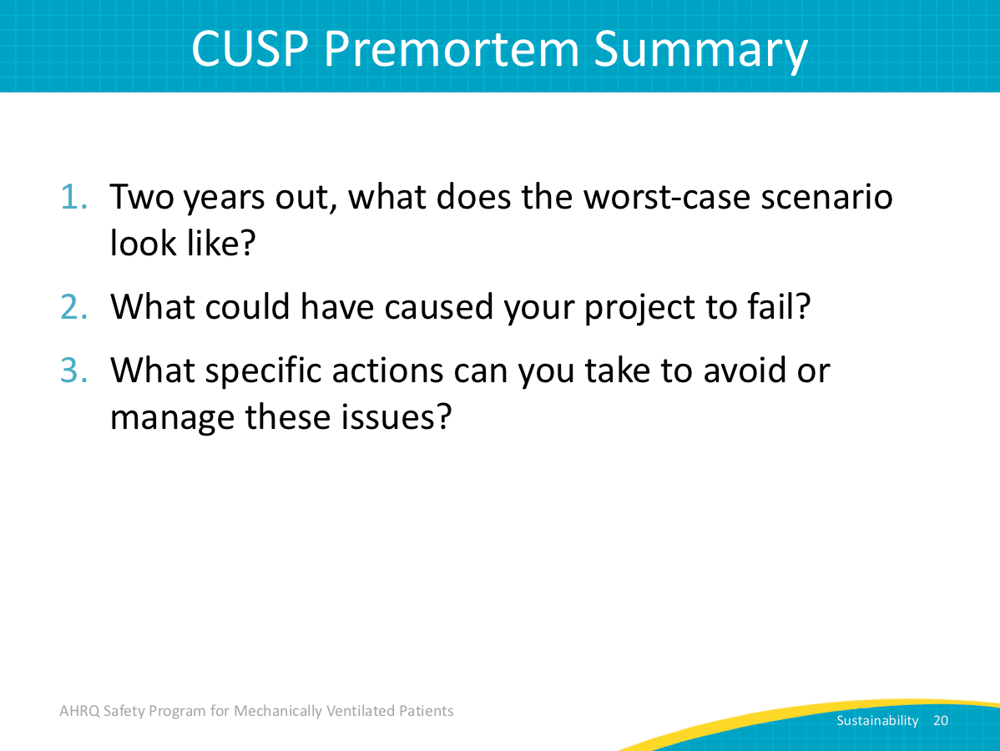 CUSP Premortem Summary
1. Two years out, what does the worst-case scenario
look like?
2. What could have caused your project to fail?
3. What specific actions can you take to avoid or
manage these issues?
AHRQ Safety Program for Mechanically Ventilated Patients
Sustainability 20